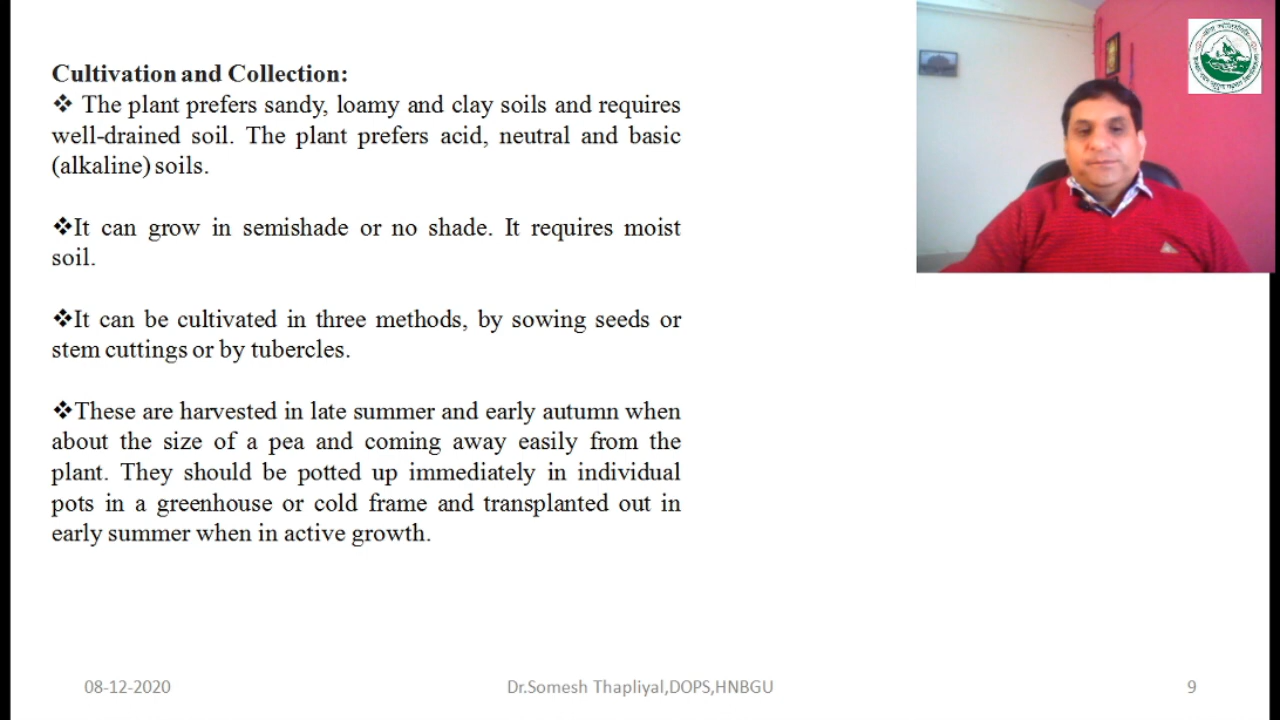 Cultivation and Collection:
❖ The plant prefers sandy, loamy and clay soils and requires
well-drained soil. The plant prefers acid, neutral and basic
(alkaline) soils.
❖It can grow in semishade or no shade. It requires moist
soil.
❖It can be cultivated in three methods, by sowing seeds or
stem cuttings or by tubercles.
❖These are harvested in late summer and early autumn when
about the size of a pea and coming away easily from the
plant. They should be potted up immediately in individual
pots in a greenhouse or cold frame and transplanted out in
early summer when in active growth.
08-12-2020
Dr.Somesh Thapliyal,DOPS,HNBGU
9